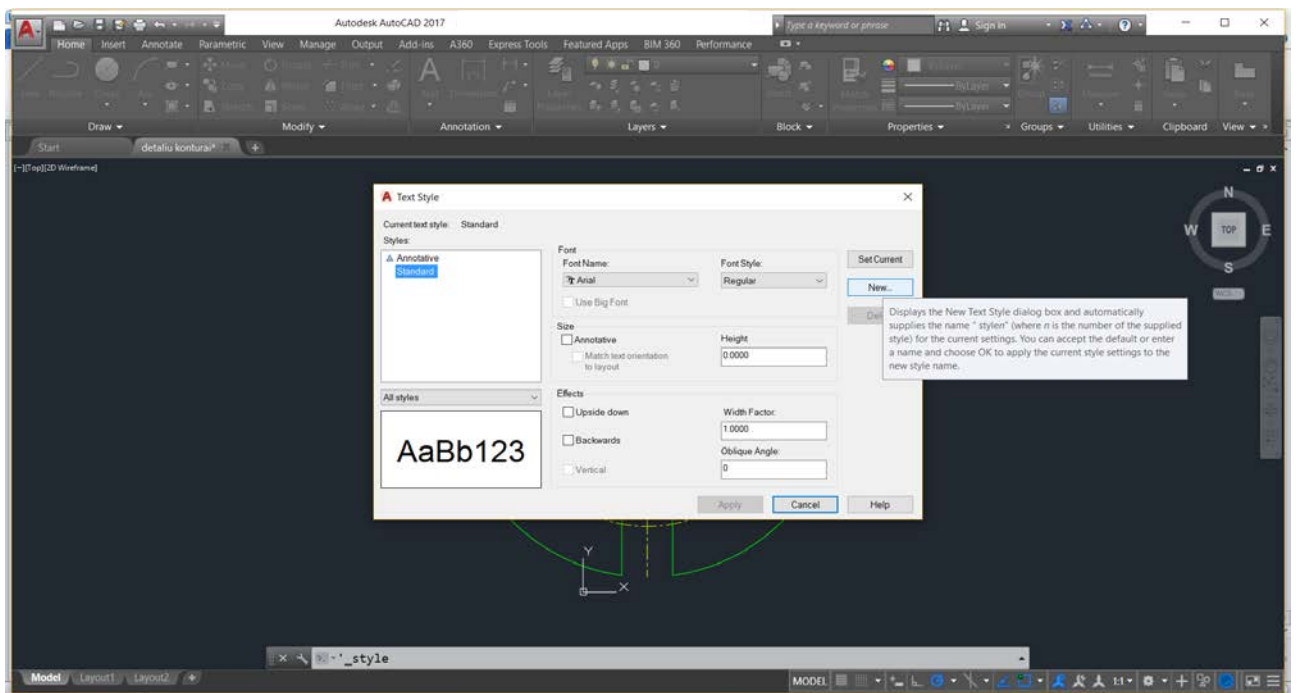 Autodesk AutoCAD 2017
Type a keyword or phrase
Sign In
Home Insert Annotate Parametric View Manage Output Add-ins A360 Express Tools Featured Apps BIM 360 Performance
Draw Modify Annotation Layers Block Properties Groups Utilities Clipboard View
Start detaliu konturai*
[−][Top][2D Wireframe]
N
W TOP E
S
A Text Style
Current text style: Standard
Styles:
Annotative
Standard
All styles
AaBb123
Font
Font Name: Font Style:
Arial Regular
Use Big Font
Size
Annotative Height
Match text orientation 0.0000
to layout
Effects
Upside down Width Factor:
1.0000
Backwards
Oblique Angle:
Vertical 0
Set Current
New...
Displays the New Text Style dialog box and automatically
supplies the name " stylen" (where n is the number of the supplied
style) for the current settings. You can accept the default or enter
a name and choose OK to apply the current style settings to the
new style name.
Apply Cancel Help
Y
X
'_style
Model Layout1 Layout2 +
MODEL 1:1